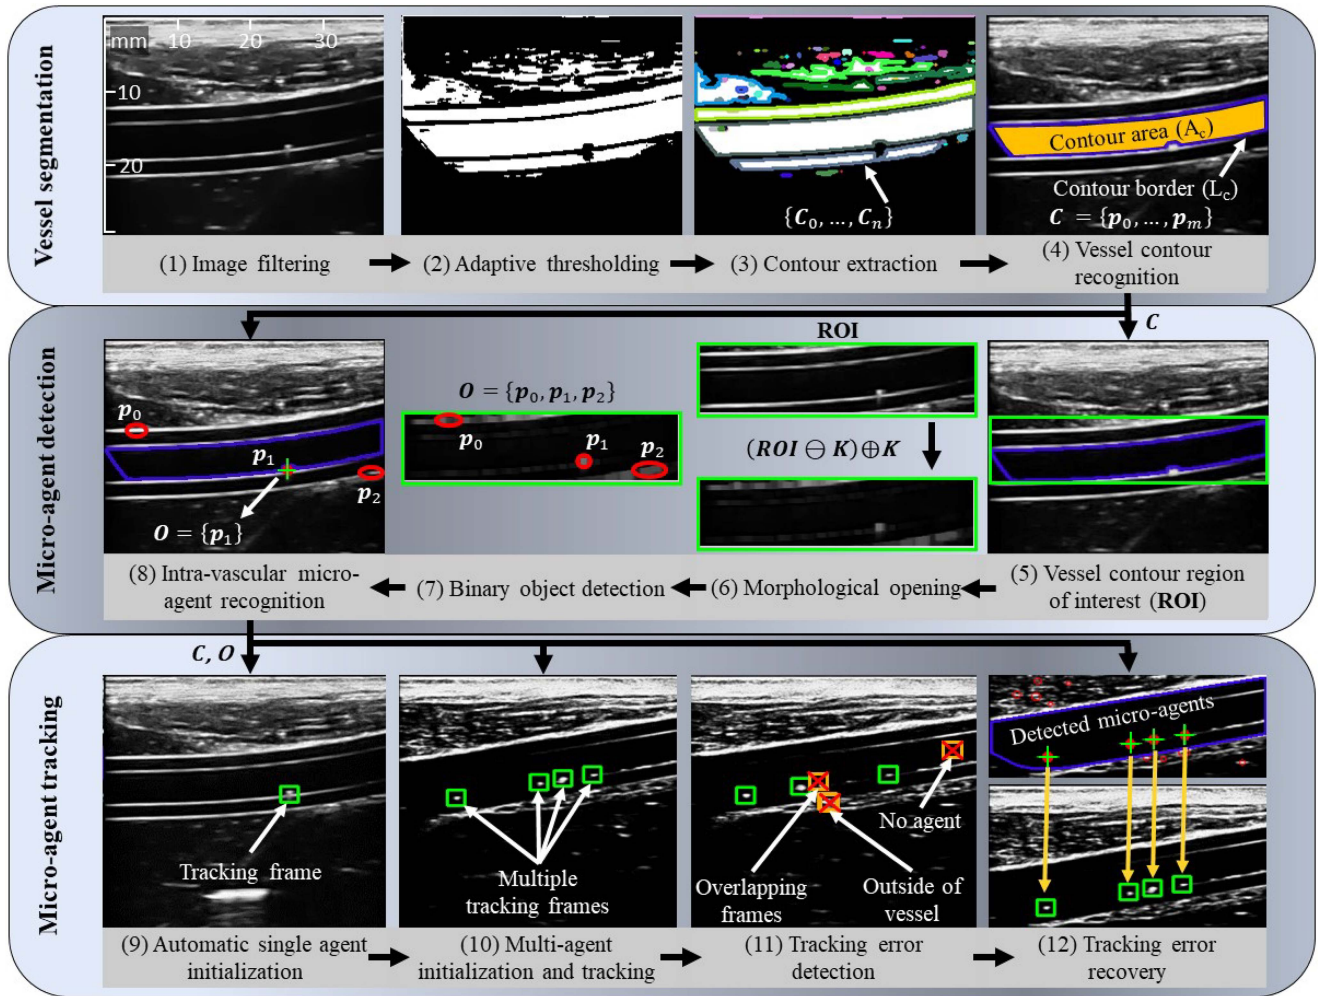 Vessel segmentation
mm 10 20 30
10
20
{C₀, ..., Cₙ}
Contour area (A꜀)
Contour border (L꜀)
C = {p₀, ..., pₘ}
(1) Image filtering
(2) Adaptive thresholding
(3) Contour extraction
(4) Vessel contour
recognition
Micro-agent detection
C
ROI
p₀
p₁
p₂
O = {p₁}
O = {p₀, p₁, p₂}
p₀
p₁
p₂
(ROI ⊖ K)⊕K
(8) Intra-vascular micro-
agent recognition
(7) Binary object detection
(6) Morphological opening
(5) Vessel contour region
of interest (ROI)
Micro-agent tracking
C, O
Tracking frame
Multiple
tracking frames
No agent
Overlapping
frames
Outside of
vessel
Detected micro-agents
(9) Automatic single agent
initialization
(10) Multi-agent
initialization and tracking
(11) Tracking error
detection
(12) Tracking error
recovery